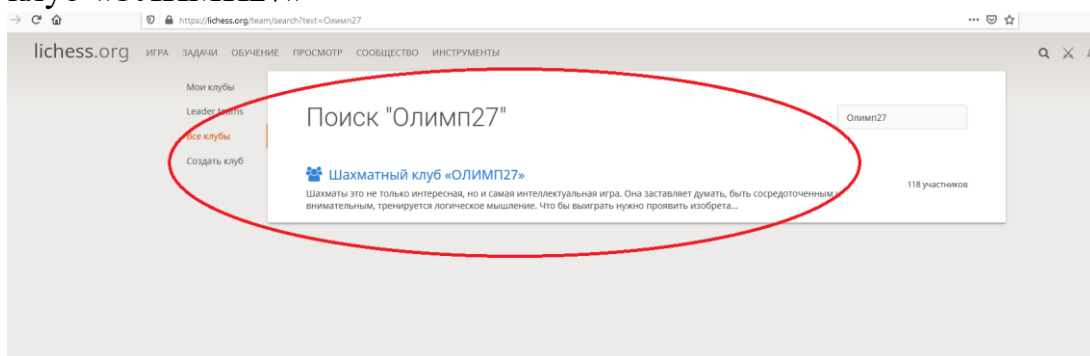 клуб «ОЛИМП27»
https://lichess.org/team/search?text=Олимп27
lichess.org ИГРА ЗАДАЧИ ОБУЧЕНИЕ ПРОСМОТР СООБЩЕСТВО ИНСТРУМЕНТЫ
Мои клубы
Leader teams
Все клубы
Создать клуб
Поиск "Олимп27"
Олимп27
Шахматный клуб «ОЛИМП27»
118 участников
Шахматы это не только интересная, но и самая интеллектуальная игра. Она заставляет думать, быть сосредоточенным и
внимательным, тренируется логическое мышление. Что бы выиграть нужно проявить изобрета...